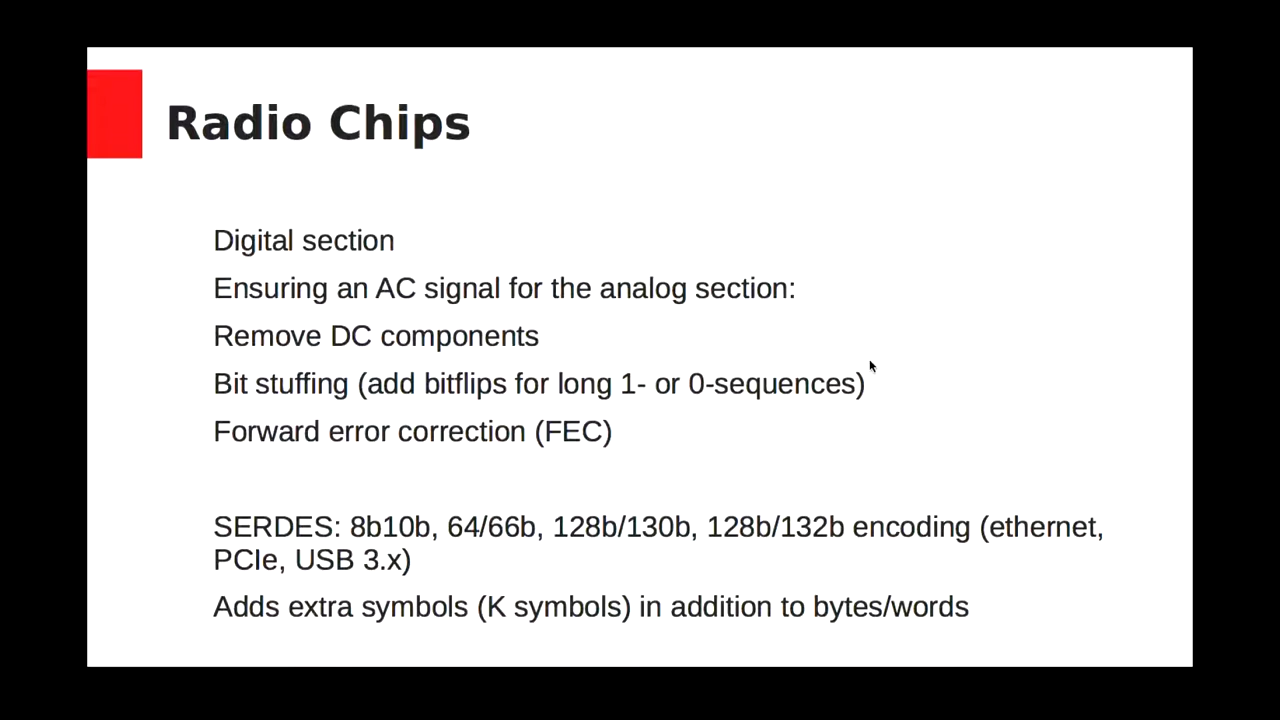 Radio Chips
Digital section
Ensuring an AC signal for the analog section:
Remove DC components
Bit stuffing (add bitflips for long 1- or 0-sequences)
Forward error correction (FEC)
SERDES: 8b10b, 64/66b, 128b/130b, 128b/132b encoding (ethernet,
PCIe, USB 3.x)
Adds extra symbols (K symbols) in addition to bytes/words